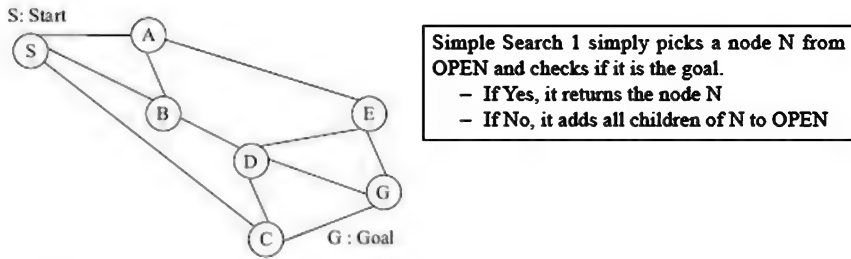 S: Start
S
A
B
E
D
G
C
G : Goal
Simple Search 1 simply picks a node N from
OPEN and checks if it is the goal.
– If Yes, it returns the node N
– If No, it adds all children of N to OPEN